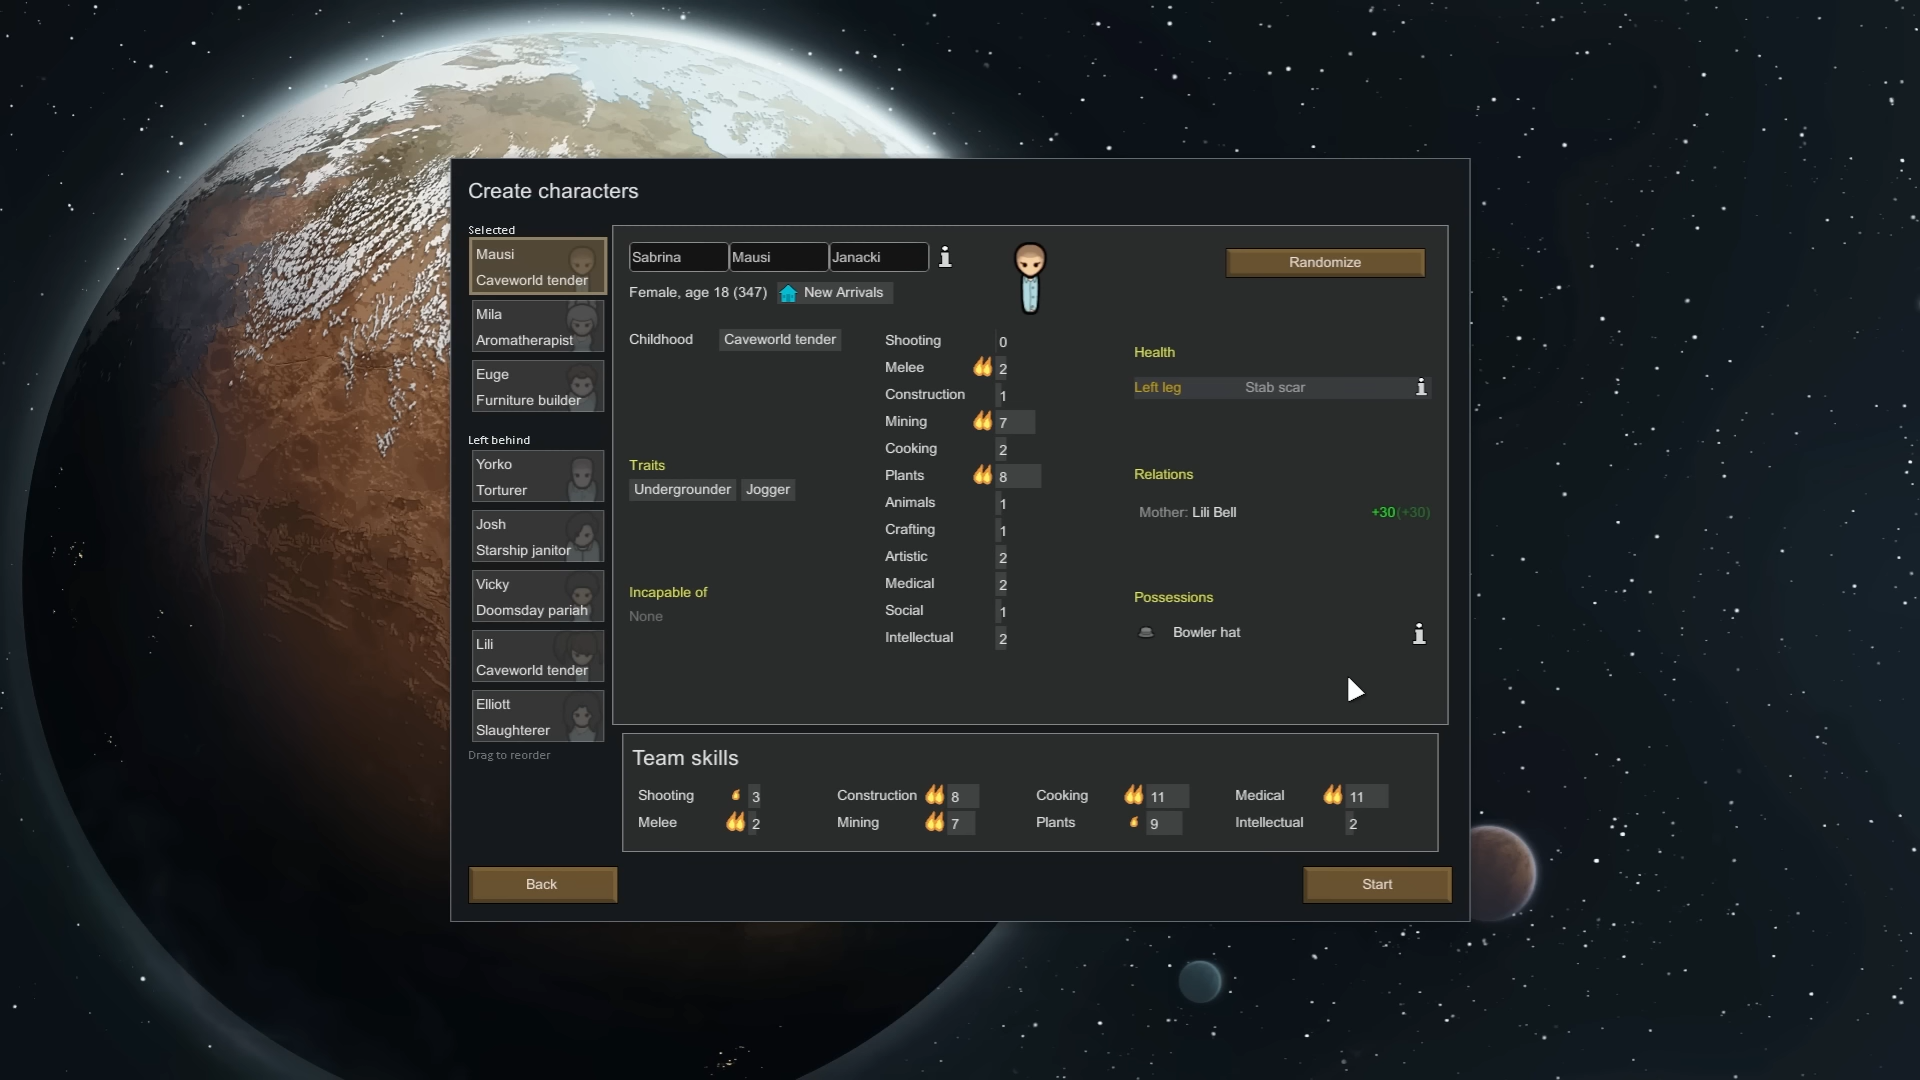 Create characters
Selected
Mausi
Caveworld tender
Mila
Aromatherapist
Euge
Furniture builder
Left behind
Yorko
Torturer
Josh
Starship janitor
Vicky
Doomsday pariah
Lili
Caveworld tender
Elliott
Slaughterer
Drag to reorder
Sabrina Mausi Janacki
Randomize
Female, age 18 (347) New Arrivals
Childhood Caveworld tender
Traits
Undergrounder Jogger
Incapable of
None
Shooting 0
Melee 2
Construction 1
Mining 7
Cooking 2
Plants 8
Animals 1
Crafting 1
Artistic 2
Medical 2
Social 1
Intellectual 2
Health
Left leg Stab scar
Relations
Mother: Lili Bell +30(+30)
Possessions
Bowler hat
Team skills
Shooting 3 Construction 8 Cooking 11 Medical 11
Melee 2 Mining 7 Plants 9 Intellectual 2
Back
Start